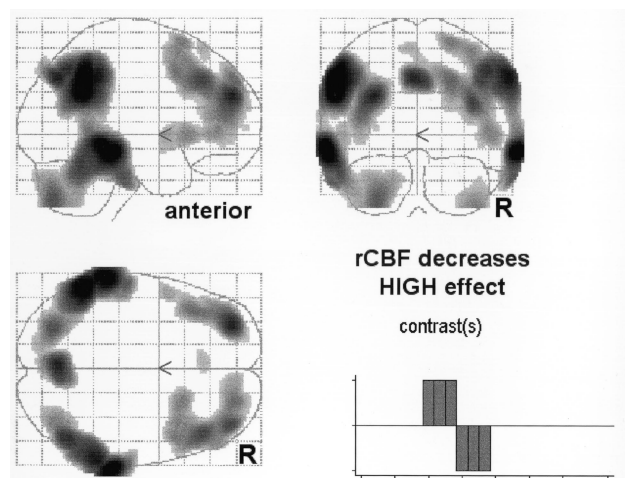 anterior
R
rCBF decreases
HIGH effect
contrast(s)
R